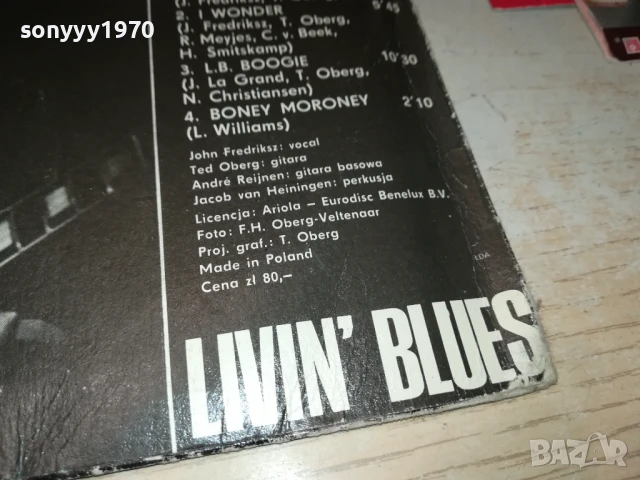 sonyyy1970
(J. Fredriksz, T. Oberg,
2. I WONDER 5'45
(J. Fredriksz, T. Oberg,
R. Meyjes, C. v. Beek,
H. Smitskamp)
3. L.B. BOOGIE 10'30
(J. La Grand, T. Oberg,
N. Christiansen)
4. BONEY MORONEY 2'10
(L. Williams)
John Fredriksz: vocal
Ted Oberg: gitara
André Reijnen: gitara basowa
Jacob van Heiningen: perkusja
Licencja: Ariola – Eurodisc Benelux B.V.
Foto: F.H. Oberg-Veltenaar
Proj. graf.: T. Oberg
Made in Poland
Cena zł 80,–
LIVIN' BLUES
BAZAR
bazar.bg